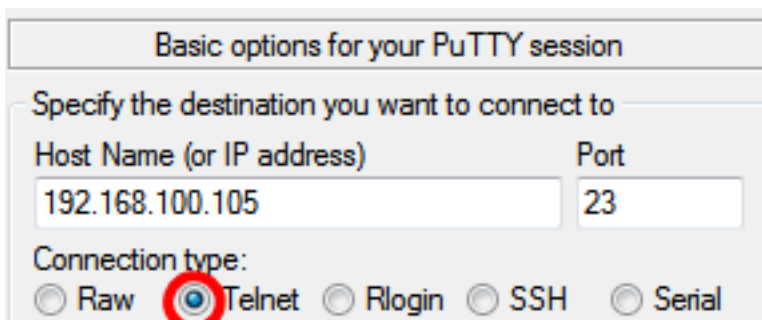 Basic options for your PuTTY session
Specify the destination you want to connect to
Host Name (or IP address) Port
192.168.100.105 23
Connection type:
Raw Telnet Rlogin SSH Serial